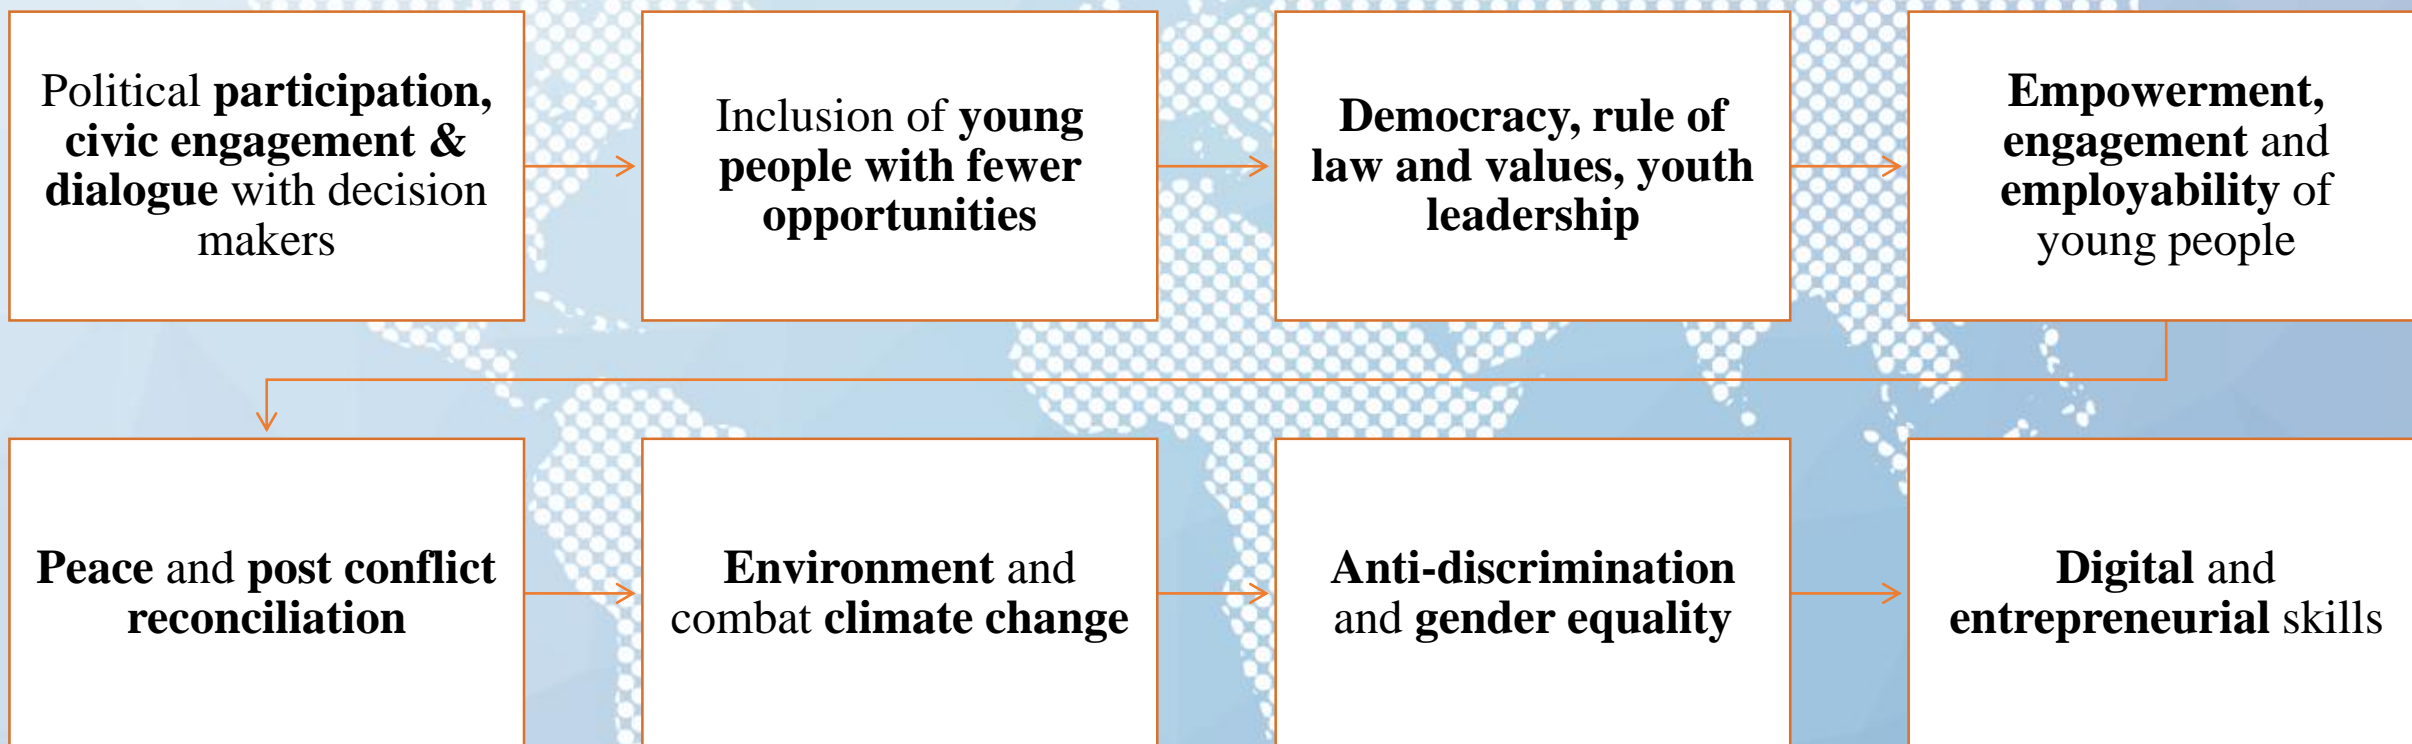 Political participation,
civic engagement &
dialogue with decision
makers
Inclusion of young
people with fewer
opportunities
Democracy, rule of
law and values, youth
leadership
Empowerment,
engagement and
employability of
young people
Peace and post conflict
reconciliation
Environment and
combat climate change
Anti-discrimination
and gender equality
Digital and
entrepreneurial skills